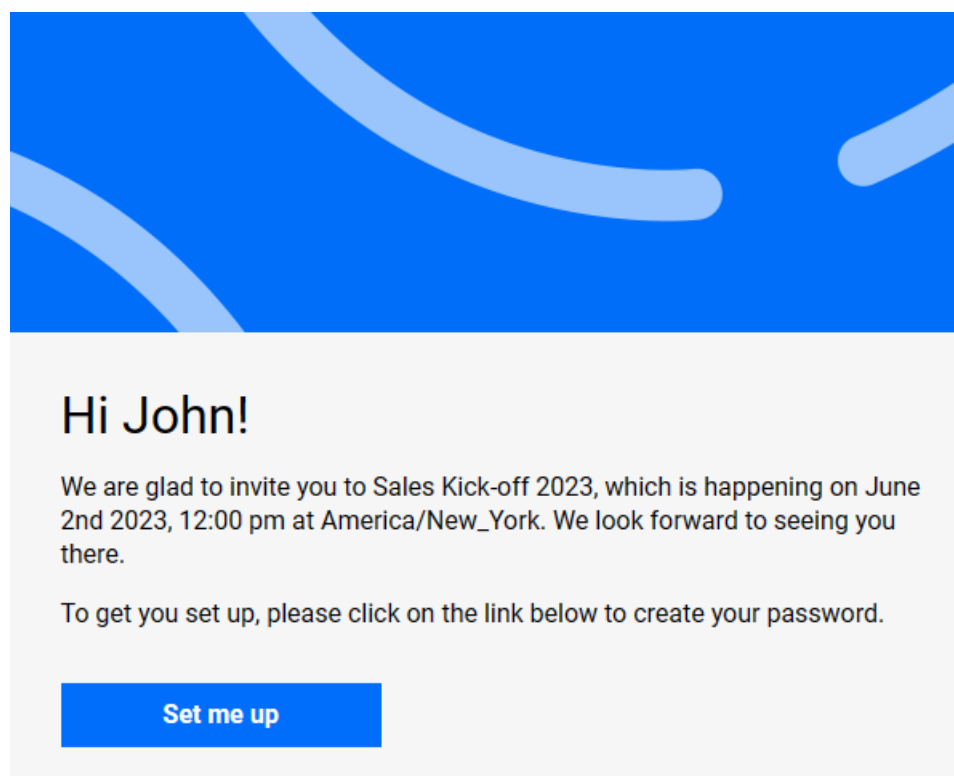 Hi John!
We are glad to invite you to Sales Kick-off 2023, which is happening on June
2nd 2023, 12:00 pm at America/New_York. We look forward to seeing you
there.
To get you set up, please click on the link below to create your password.
Set me up